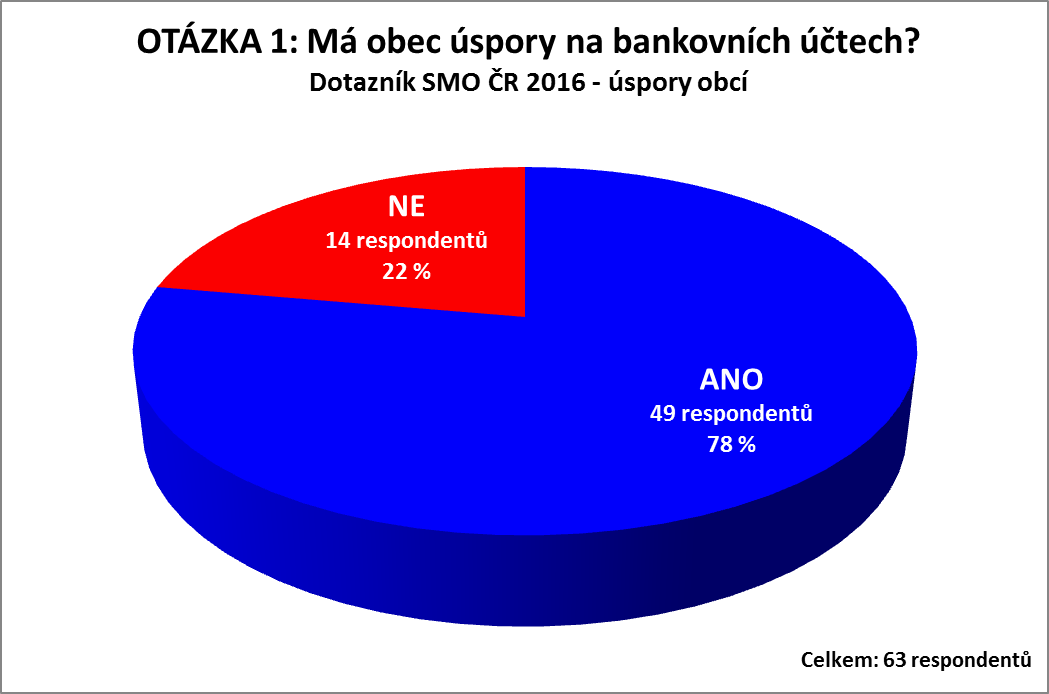 OTÁZKA 1: Má obec úspory na bankovních účtech?
Dotazník SMO ČR 2016 - úspory obcí
NE
14 respondentů
22 %
ANO
49 respondentů
78 %
Celkem: 63 respondentů